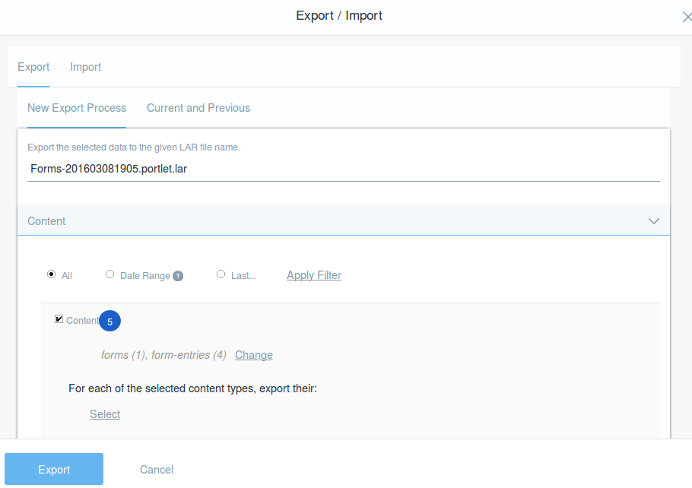 Export / Import
Export Import
New Export Process Current and Previous
Export the selected data to the given LAR file name.
Forms-201603081905.portlet.lar
Content
All Date Range ? Last... Apply Filter
Content 5
forms (1), form-entries (4) Change
For each of the selected content types, export their:
Select
Export Cancel